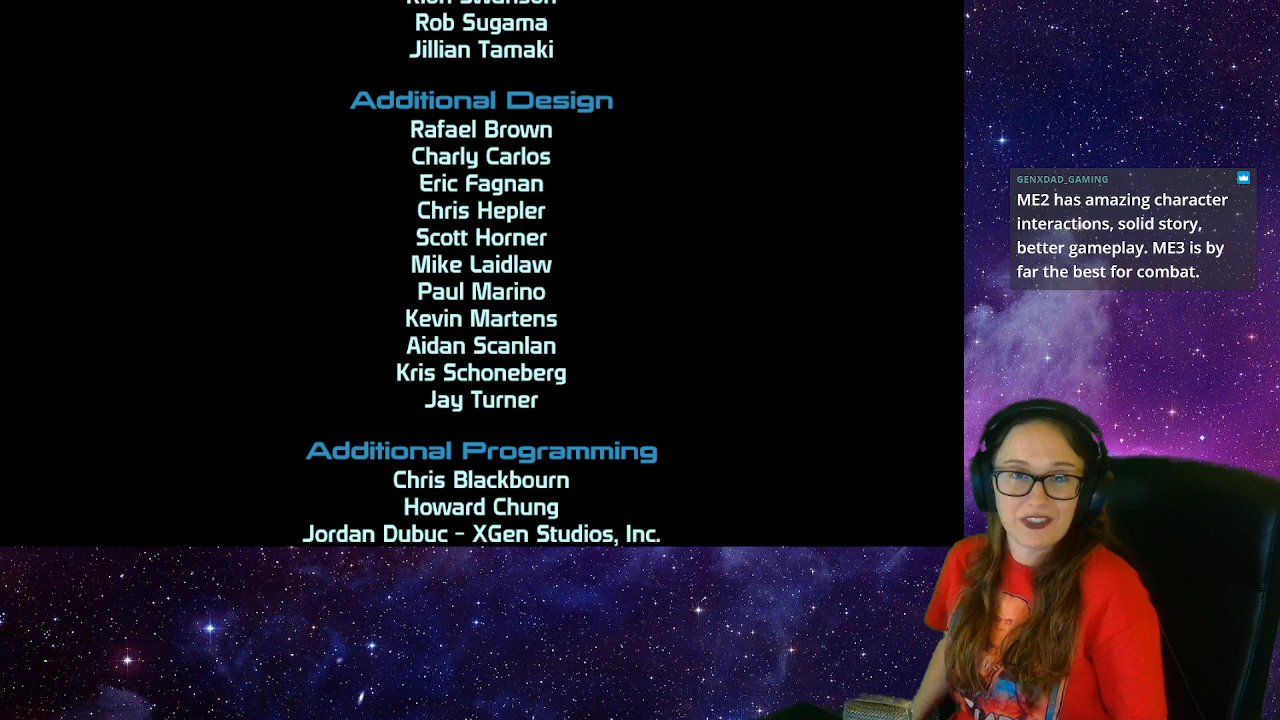 Rob Sugama
Jillian Tamaki
Additional Design
Rafael Brown
Charly Carlos
Eric Fagnan
Chris Hepler
Scott Horner
Mike Laidlaw
Paul Marino
Kevin Martens
Aidan Scanlan
Kris Schoneberg
Jay Turner
Additional Programming
Chris Blackbourn
Howard Chung
Jordan Dubuc - XGen Studios, Inc.
GENXDAD_GAMING
ME2 has amazing character
interactions, solid story,
better gameplay. ME3 is by
far the best for combat.